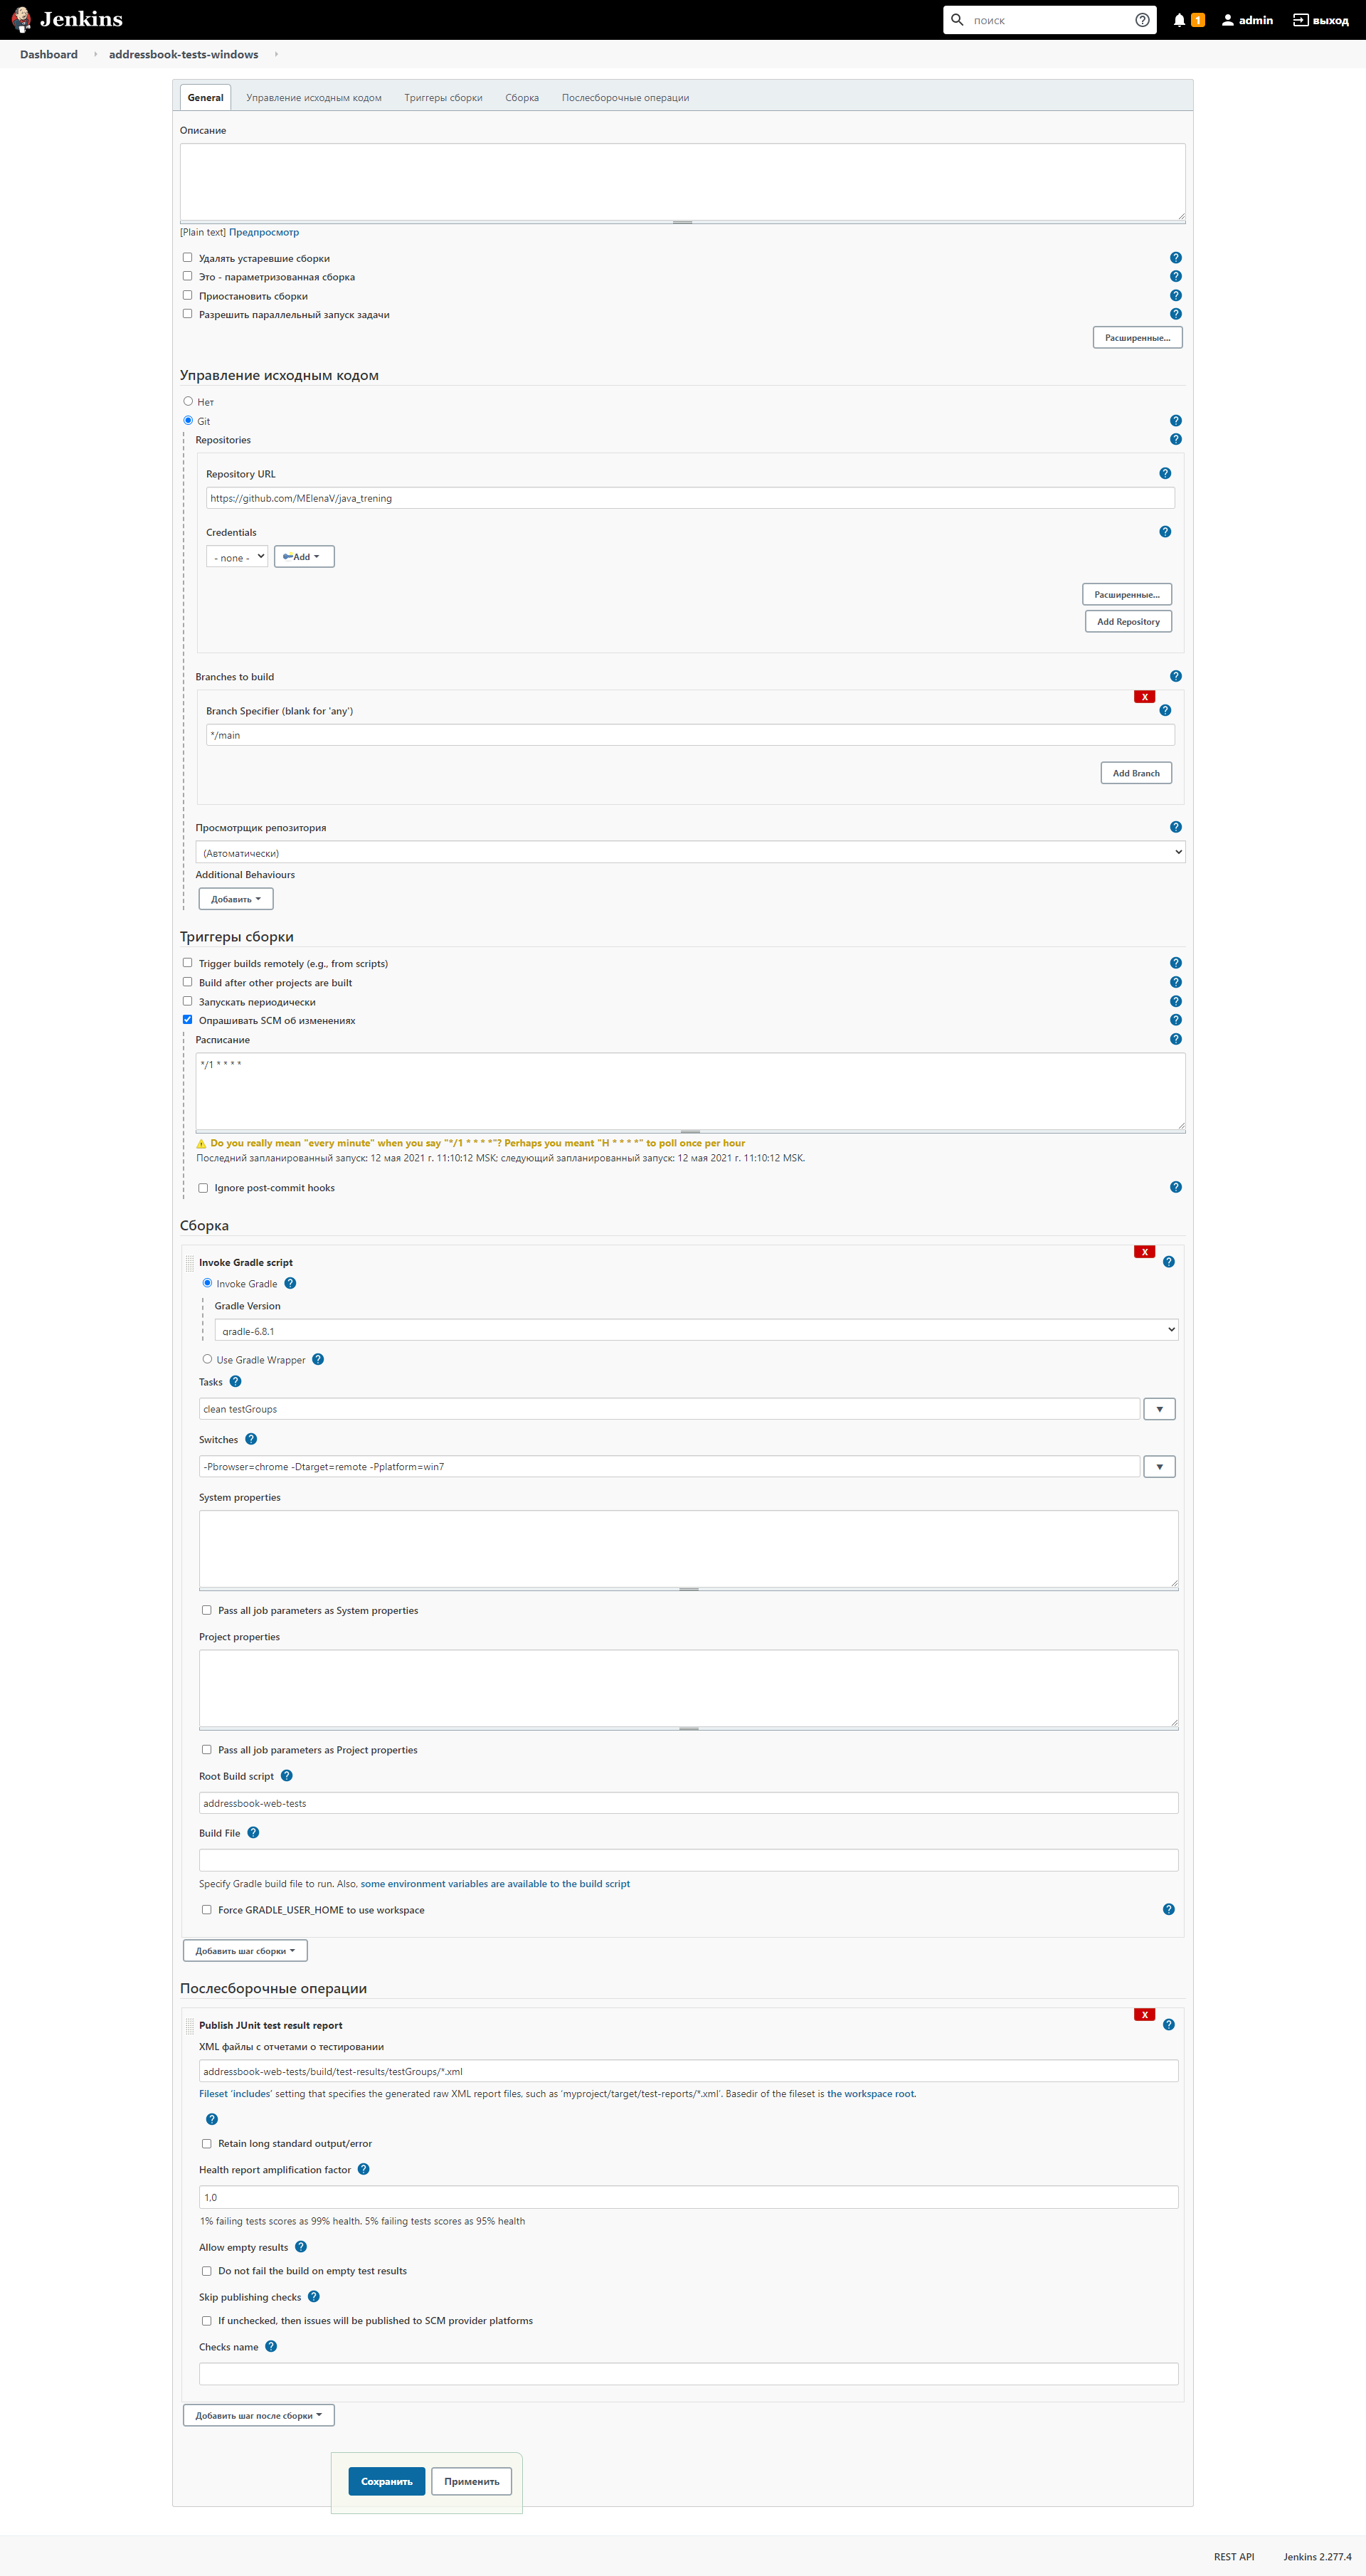 Jenkins
поиск
1
admin
выход
Dashboard
addressbook-tests-windows
General
Управление исходным кодом
Триггеры сборки
Сборка
Послесборочные операции
Описание
[Plain text] Предпросмотр
Удалять устаревшие сборки
Это - параметризованная сборка
Приостановить сборки
Разрешить параллельный запуск задачи
Расширенные...
Управление исходным кодом
Нет
Git
Repositories
Repository URL
https://github.com/MElenaV/java_trening
Credentials
- none -
Add
Расширенные...
Add Repository
Branches to build
X
Branch Specifier (blank for 'any')
*/main
Add Branch
Просмотрщик репозитория
(Автоматически)
Additional Behaviours
Добавить
Триггеры сборки
Trigger builds remotely (e.g., from scripts)
Build after other projects are built
Запускать периодически
Опрашивать SCM об изменениях
Расписание
*/1 * * * *
Do you really mean "every minute" when you say "*/1 * * * *"? Perhaps you meant "H * * * *" to poll once per hour
Последний запланированный запуск: 12 мая 2021 г. 11:10:12 MSK; следующий запланированный запуск: 12 мая 2021 г. 11:10:12 MSK.
Ignore post-commit hooks
Сборка
X
Invoke Gradle script
Invoke Gradle
Gradle Version
gradle-6.8.1
Use Gradle Wrapper
Tasks
clean testGroups
Switches
-Pbrowser=chrome -Dtarget=remote -Pplatform=win7
System properties
Pass all job parameters as System properties
Project properties
Pass all job parameters as Project properties
Root Build script
addressbook-web-tests
Build File
Specify Gradle build file to run. Also, some environment variables are available to the build script
Force GRADLE_USER_HOME to use workspace
Добавить шаг сборки
Послесборочные операции
X
Publish JUnit test result report
XML файлы с отчетами о тестировании
addressbook-web-tests/build/test-results/testGroups/*.xml
Fileset 'includes' setting that specifies the generated raw XML report files, such as 'myproject/target/test-reports/*.xml'. Basedir of the fileset is the workspace root.
Retain long standard output/error
Health report amplification factor
1,0
1% failing tests scores as 99% health. 5% failing tests scores as 95% health
Allow empty results
Do not fail the build on empty test results
Skip publishing checks
If unchecked, then issues will be published to SCM provider platforms
Checks name
Добавить шаг после сборки
Сохранить
Применить
REST API
Jenkins 2.277.4